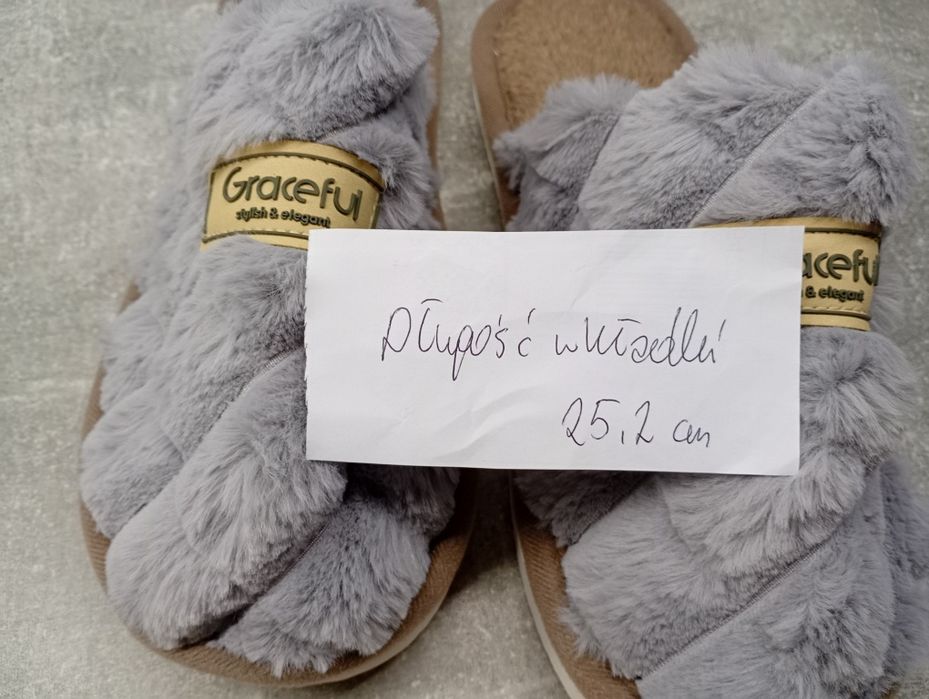 Graceful
stylish & elegant
aceful
& elegant
Długość wkładki
25,2 cm